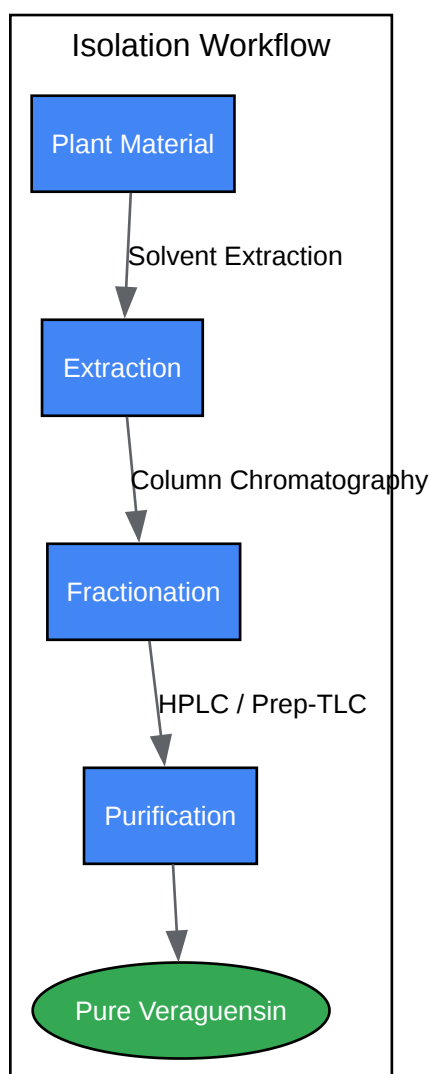 Isolation Workflow
Plant Material
Solvent Extraction
Extraction
Column Chromatography
Fractionation
HPLC / Prep-TLC
Purification
Pure Veraguensin